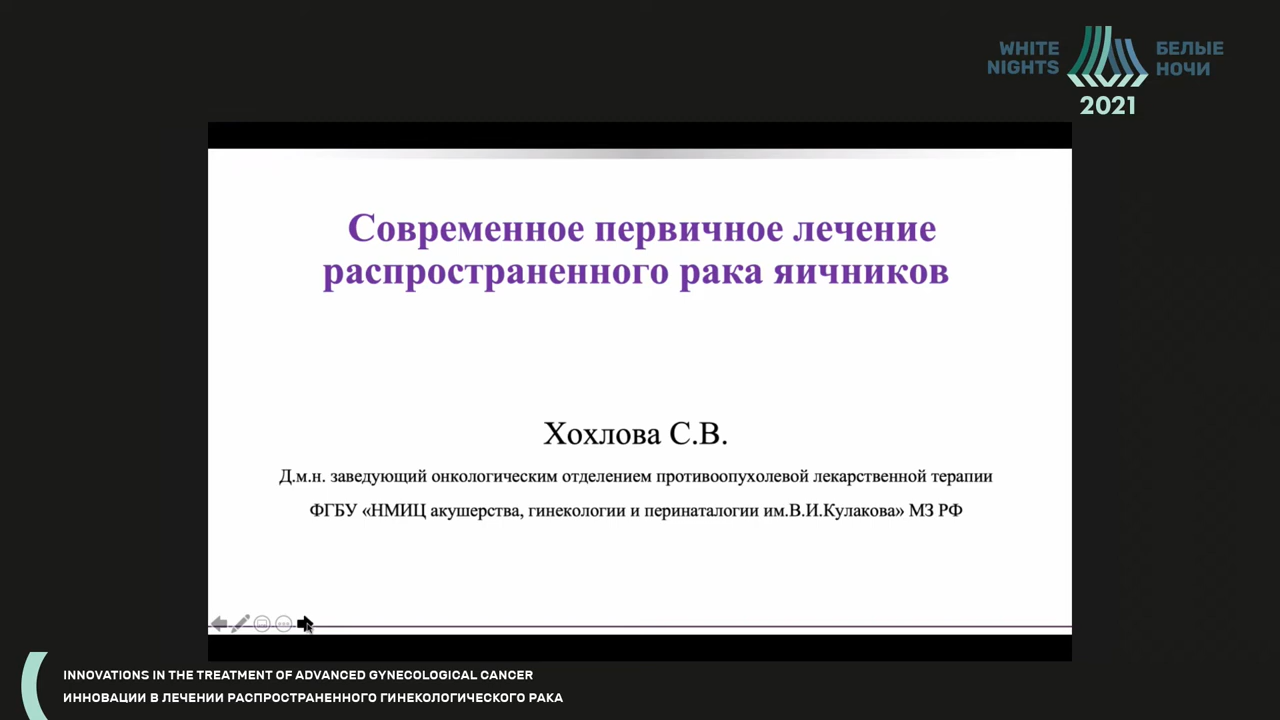 WHITE
NIGHTS
БЕЛЫЕ
НОЧИ
2021
Современное первичное лечение
распространенного рака яичников
Хохлова С.В.
Д.м.н. заведующий онкологическим отделением противоопухолевой лекарственной терапии
ФГБУ «НМИЦ акушерства, гинекологии и перинаталогии им.В.И.Кулакова» МЗ РФ
INNOVATIONS IN THE TREATMENT OF ADVANCED GYNECOLOGICAL CANCER
ИННОВАЦИИ В ЛЕЧЕНИИ РАСПРОСТРАНЕННОГО ГИНЕКОЛОГИЧЕСКОГО РАКА